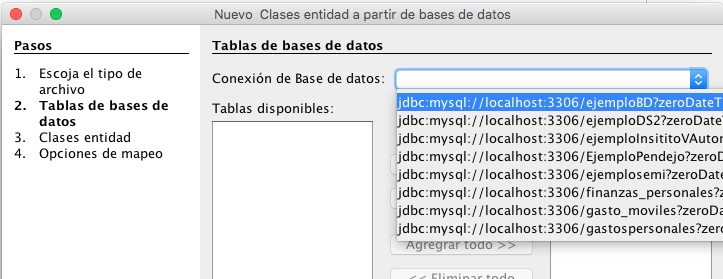 Nuevo Clases entidad a partir de bases de datos
Pasos
1. Escoja el tipo de
archivo
2. Tablas de bases de
datos
3. Clases entidad
4. Opciones de mapeo
Tablas de bases de datos
Conexión de Base de datos:
jdbc:mysql://localhost:3306/ejemploBD?zeroDateT
jdbc:mysql://localhost:3306/ejemploDS2?zeroDate
jdbc:mysql://localhost:3306/ejemploInsititoVAutor
jdbc:mysql://localhost:3306/EjemploPendejo?zeroD
jdbc:mysql://localhost:3306/ejemplosemi?zeroDate
jdbc:mysql://localhost:3306/finanzas_personales?z
jdbc:mysql://localhost:3306/gasto_moviles?zeroDa
jdbc:mysql://localhost:3306/gastospersonales?zer
Tablas disponibles:
Agregar todo >>
<< Eliminar todo